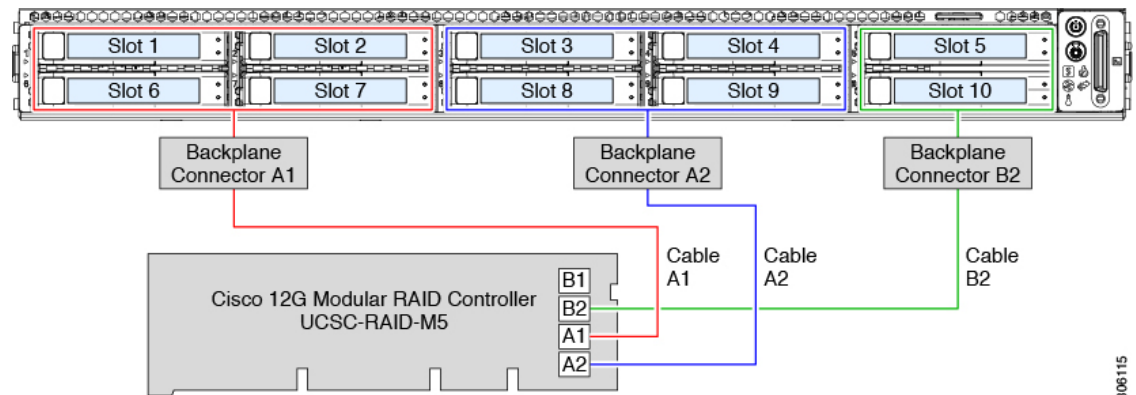 Slot 1
Slot 2
Slot 3
Slot 4
Slot 5
Slot 6
Slot 7
Slot 8
Slot 9
Slot 10
Backplane
Connector A1
Backplane
Connector A2
Backplane
Connector B2
Cable
A1
Cable
A2
Cable
B2
Cisco 12G Modular RAID Controller
UCSC-RAID-M5
B1
B2
A1
A2
306115